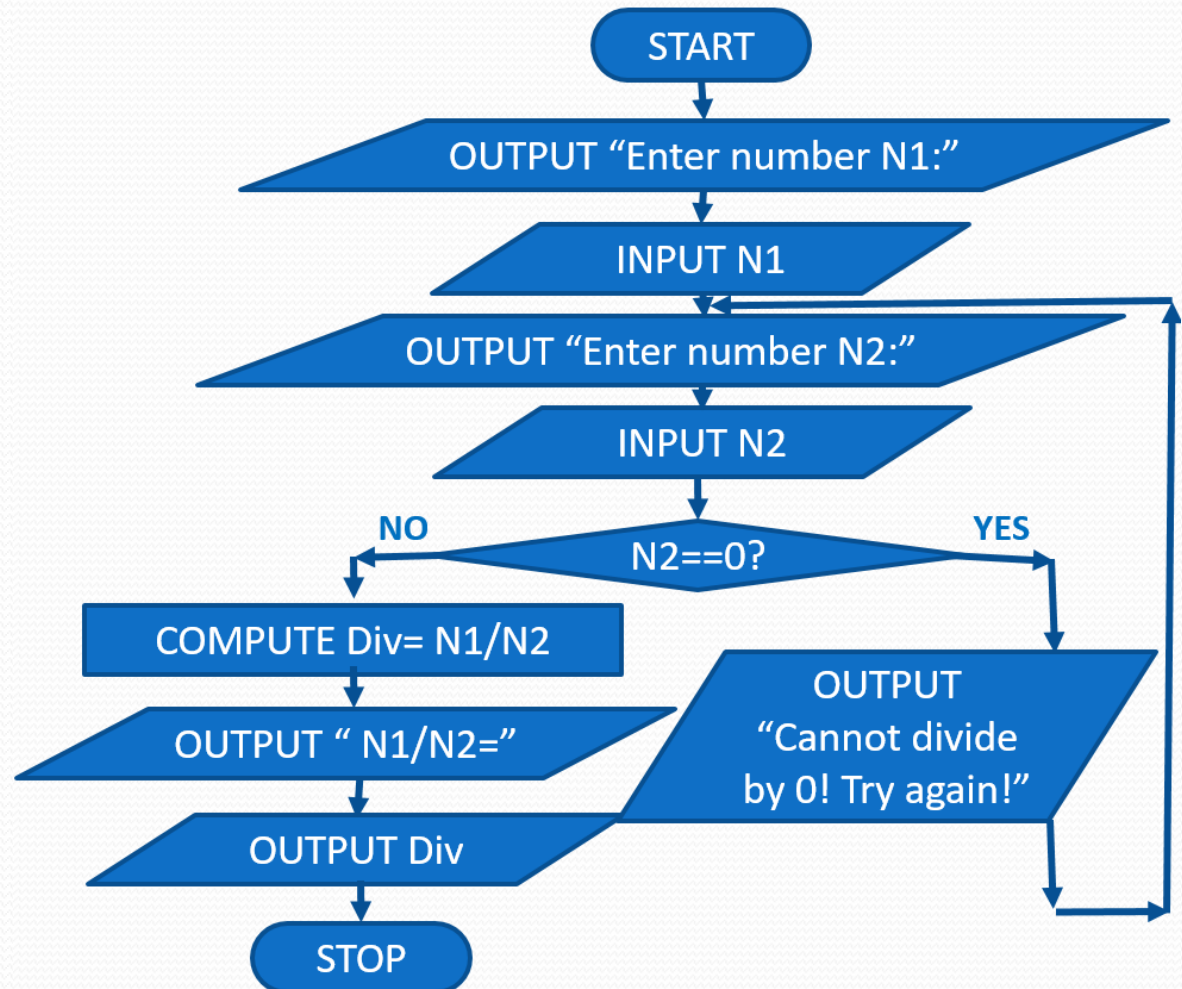 START
OUTPUT “Enter number N1:”
INPUT N1
OUTPUT “Enter number N2:”
INPUT N2
NO
YES
N2==0?
COMPUTE Div= N1/N2
OUTPUT “ N1/N2=”
OUTPUT Div
STOP
OUTPUT
“Cannot divide
by 0! Try again!”